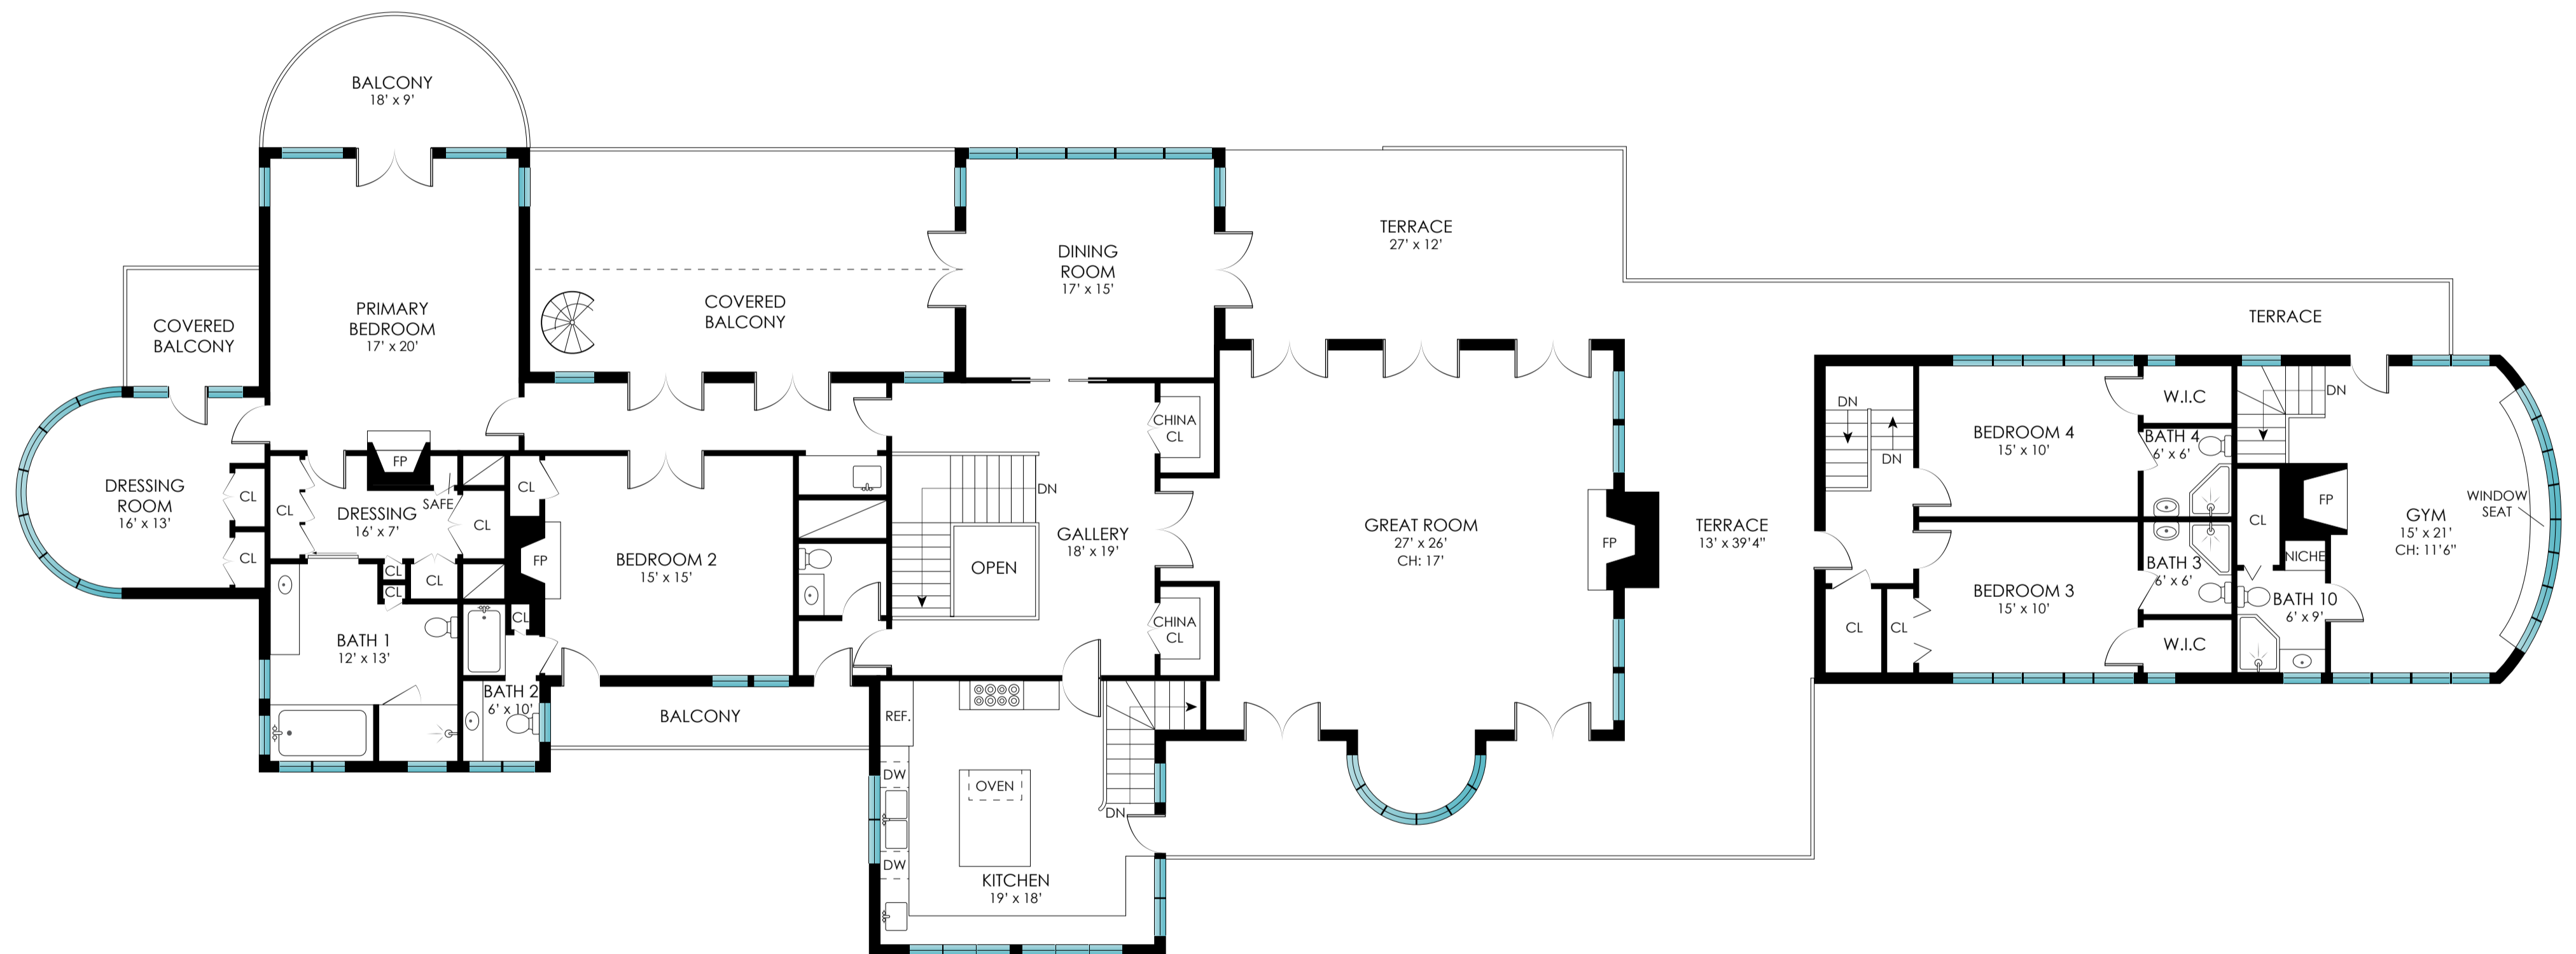 BALCONY
18' x 9'
COVERED
BALCONY
PRIMARY
BEDROOM
17' x 20'
COVERED
BALCONY
DINING
ROOM
17' x 15'
TERRACE
27' x 12'
TERRACE
DRESSING
ROOM
16' x 13'
CL
CL
CL
FP
SAFE
DRESSING
16' x 7'
CL
CL
CL
CL
CL
FP
CL
BEDROOM 2
15' x 15'
BATH 1
12' x 13'
BATH 2
6' x 10'
BALCONY
DN
OPEN
GALLERY
18' x 19'
CHINA
CL
CHINA
CL
GREAT ROOM
27' x 26'
CH: 17'
FP
TERRACE
13' x 39'4"
REF.
DW
OVEN
DW
DN
KITCHEN
19' x 18'
DN
DN
BEDROOM 4
15' x 10'
W.I.C
BATH 4
6' x 6'
BEDROOM 3
15' x 10'
BATH 3
6' x 6'
W.I.C
CL
CL
DN
CL
FP
NICHE
BATH 10
6' x 9'
GYM
15' x 21'
CH: 11'6"
WINDOW
SEAT